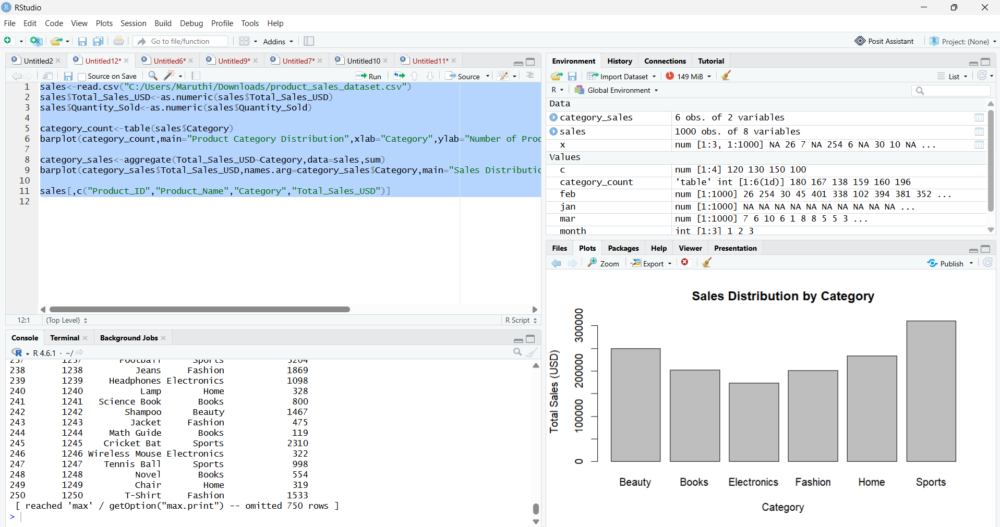 RStudio
File Edit Code View Plots Session Build Debug Profile Tools Help
Go to file/function Addins Posit Assistant Project: (None)
Untitled2 Untitled12* Untitled6* Untitled9* Untitled7* Untitled10 Untitled11*
Source on Save Run Source
1 sales<-read.csv("C:/Users/Maruthi/Downloads/product_sales_dataset.csv")
2 sales$Total_Sales_USD<-as.numeric(sales$Total_Sales_USD)
3 sales$Quantity_Sold<-as.numeric(sales$Quantity_Sold)
4
5 category_count<-table(sales$Category)
6 barplot(category_count,main="Product Category Distribution",xlab="Category",ylab="Number of Proc
7
8 category_sales<-aggregate(Total_Sales_USD~Category,data=sales,sum)
9 barplot(category_sales$Total_Sales_USD,names.arg=category_sales$Category,main="Sales Distributic
10
11 sales[,c("Product_ID","Product_Name","Category","Total_Sales_USD")]
12
12:1 (Top Level) R Script
Console Terminal Background Jobs
R 4.6.1 · ~/
237 1237 Football Sports 3204
238 1238 Jeans Fashion 1869
239 1239 Headphones Electronics 1098
240 1240 Lamp Home 328
241 1241 Science Book Books 800
242 1242 Shampoo Beauty 1467
243 1243 Jacket Fashion 475
244 1244 Math Guide Books 119
245 1245 Cricket Bat Sports 2310
246 1246 Wireless Mouse Electronics 322
247 1247 Tennis Ball Sports 998
248 1248 Novel Books 554
249 1249 Chair Home 319
250 1250 T-Shirt Fashion 1533
[ reached 'max' / getOption("max.print") -- omitted 750 rows ]
>
Environment History Connections Tutorial
Import Dataset 149 MiB List
R Global Environment
Data
category_sales 6 obs. of 2 variables
sales 1000 obs. of 8 variables
x num [1:3, 1:1000] NA 26 7 NA 254 6 NA 30 10 NA ...
Values
c num [1:4] 120 130 150 100
category_count 'table' int [1:6(1d)] 180 167 138 159 160 196
feb num [1:1000] 26 254 30 45 401 338 102 394 381 352 ...
jan num [1:1000] NA NA NA NA NA NA NA NA NA NA ...
mar num [1:1000] 7 6 10 6 1 8 8 5 5 3 ...
month int [1:3] 1 2 3
Files Plots Packages Help Viewer Presentation
Zoom Export Publish
Sales Distribution by Category
Total Sales (USD)
300000
200000
100000
0
Beauty Books Electronics Fashion Home Sports
Category